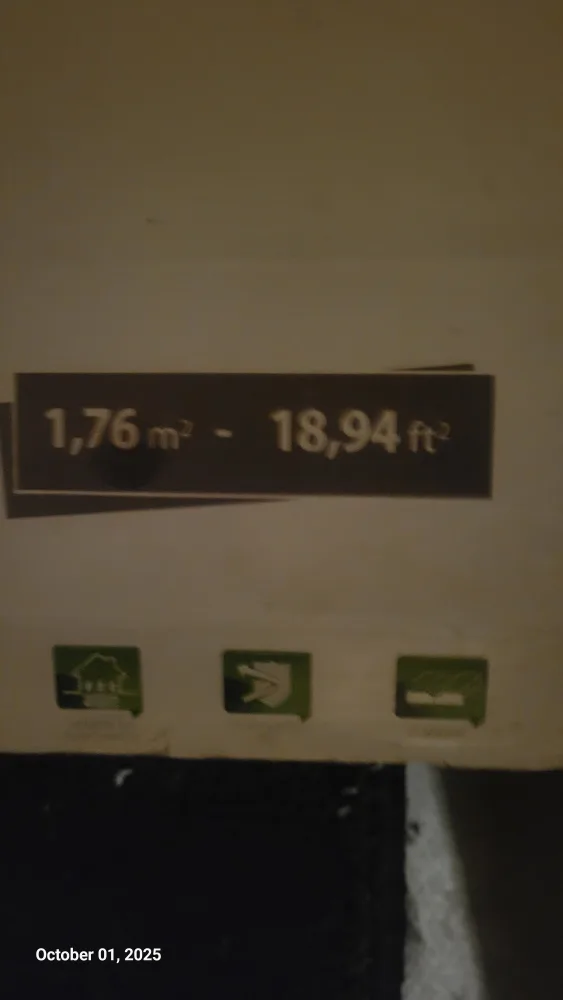 1,76 m² - 18,94 ft²
October 01, 2025